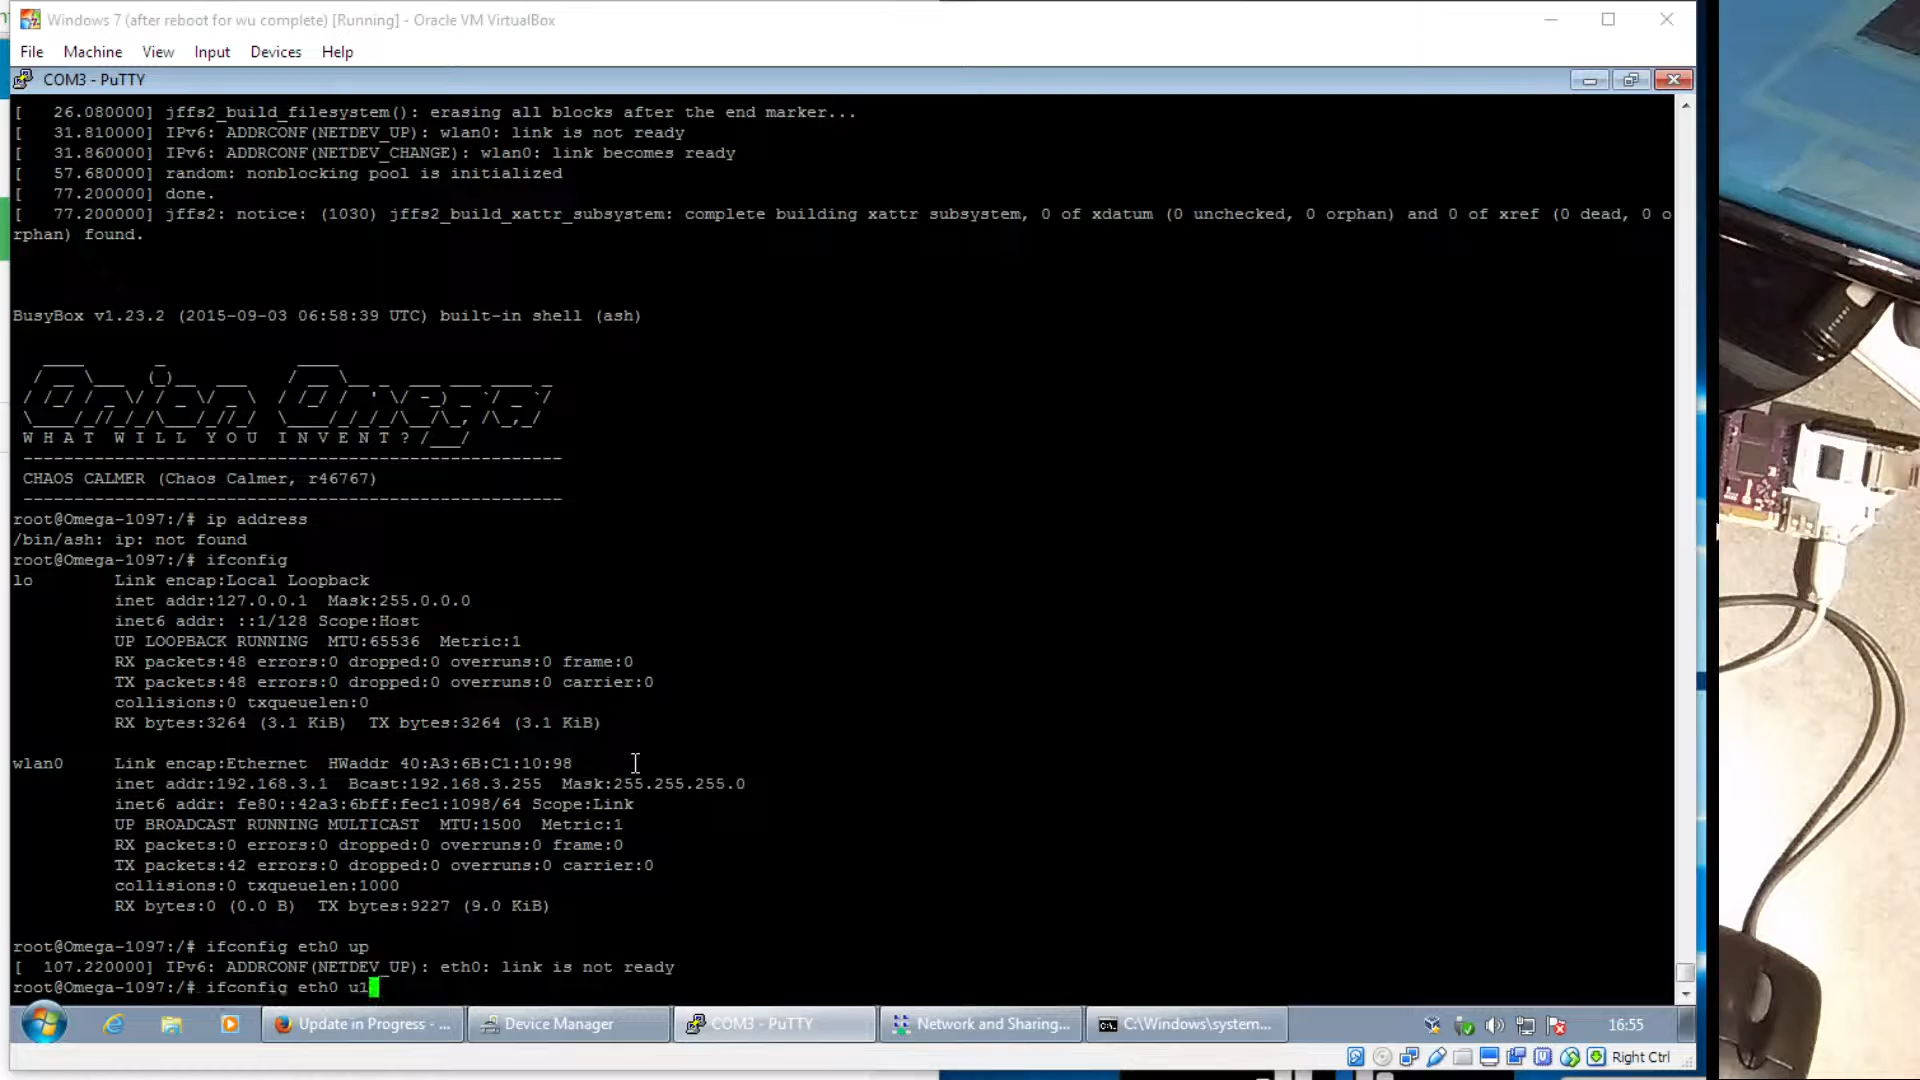 Windows 7 (after reboot for wu complete) [Running] - Oracle VM VirtualBox
File Machine View Input Devices Help
COM3 - PuTTY
[   26.080000] jffs2_build_filesystem(): erasing all blocks after the end marker...
[   31.810000] IPv6: ADDRCONF(NETDEV_UP): wlan0: link is not ready
[   31.860000] IPv6: ADDRCONF(NETDEV_CHANGE): wlan0: link becomes ready
[   57.680000] random: nonblocking pool is initialized
[   77.200000] done.
[   77.200000] jffs2: notice: (1030) jffs2_build_xattr_subsystem: complete building xattr subsystem, 0 of xdatum (0 unchecked, 0 orphan) and 0 of xref (0 dead, 0 o
rphan) found.
BusyBox v1.23.2 (2015-09-03 06:58:39 UTC) built-in shell (ash)
Onion Omega
W H A T  W I L L  Y O U  I N V E N T ?
CHAOS CALMER (Chaos Calmer, r46767)
root@Omega-1097:/# ip address
/bin/ash: ip: not found
root@Omega-1097:/# ifconfig
lo        Link encap:Local Loopback
inet addr:127.0.0.1  Mask:255.0.0.0
inet6 addr: ::1/128 Scope:Host
UP LOOPBACK RUNNING  MTU:65536  Metric:1
RX packets:48 errors:0 dropped:0 overruns:0 frame:0
TX packets:48 errors:0 dropped:0 overruns:0 carrier:0
collisions:0 txqueuelen:0
RX bytes:3264 (3.1 KiB)  TX bytes:3264 (3.1 KiB)
wlan0     Link encap:Ethernet  HWaddr 40:A3:6B:C1:10:98
inet addr:192.168.3.1  Bcast:192.168.3.255  Mask:255.255.255.0
inet6 addr: fe80::42a3:6bff:fec1:1098/64 Scope:Link
UP BROADCAST RUNNING MULTICAST  MTU:1500  Metric:1
RX packets:0 errors:0 dropped:0 overruns:0 frame:0
TX packets:42 errors:0 dropped:0 overruns:0 carrier:0
collisions:0 txqueuelen:1000
RX bytes:0 (0.0 B)  TX bytes:9227 (9.0 KiB)
root@Omega-1097:/# ifconfig eth0 up
[  107.220000] IPv6: ADDRCONF(NETDEV_UP): eth0: link is not ready
root@Omega-1097:/# ifconfig eth0 u1
Update in Progress - ... Device Manager COM3 - PuTTY Network and Sharing... C:\Windows\system... 16:55
Right Ctrl